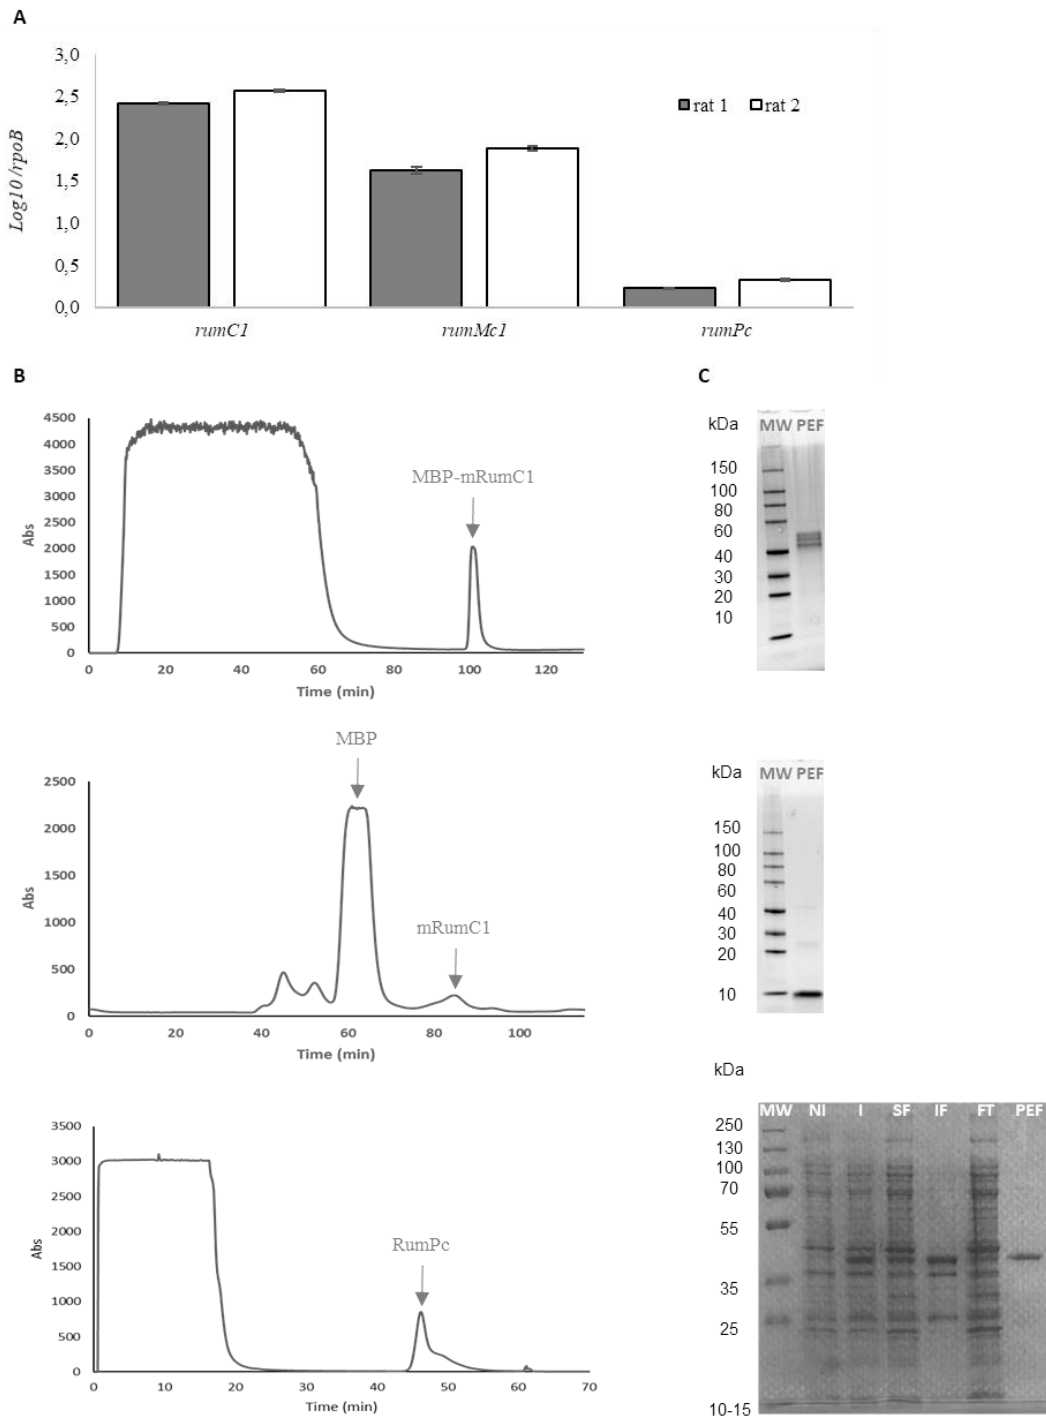 A
3,0
2,5
2,0
1,5
1,0
0,5
0,0
Log10/rpoB
rat 1 rat 2
rumC1 rumMc1 rumPc
B
4500
4000
3500
3000
2500
2000
1500
1000
500
0
Abs
MBP-mRumC1
0 20 40 60 80 100 120
Time (min)
C
kDa
MW PEF
150
100
80
60
40
30
20
10
2500
2000
1500
1000
500
0
Abs
MBP
mRumC1
0 20 40 60 80 100
Time (min)
kDa
MW PEF
150
100
80
60
40
30
20
10
3500
3000
2500
2000
1500
1000
500
0
Abs
RumPc
0 10 20 30 40 50 60 70
Time (min)
kDa
MW NI I SF IF FT PEF
250
130
100
70
55
35
25
10-15